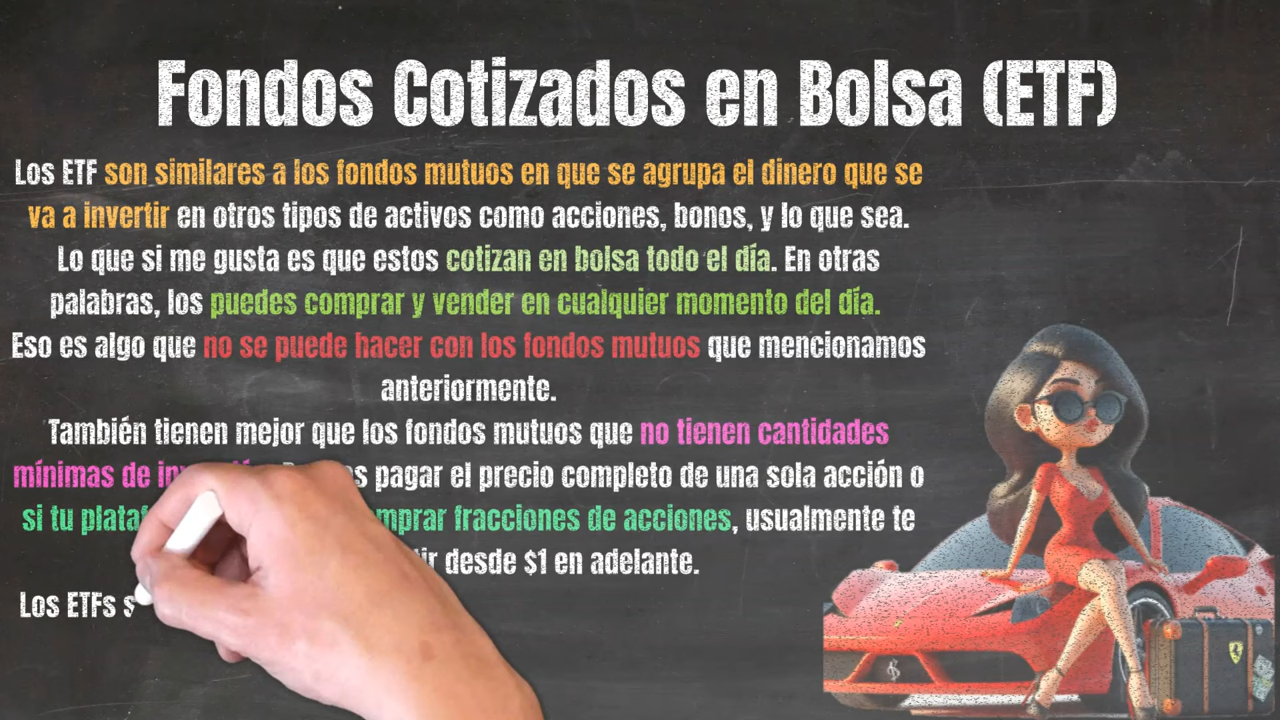 Fondos Cotizados en Bolsa (ETF)
Los ETF son similares a los fondos mutuos en que se agrupa el dinero que se
va a invertir en otros tipos de activos como acciones, bonos, y lo que sea.
Lo que si me gusta es que estos cotizan en bolsa todo el día. En otras
palabras, los puedes comprar y vender en cualquier momento del día.
Eso es algo que no se puede hacer con los fondos mutuos que mencionamos
anteriormente.
También tienen mejor que los fondos mutuos que no tienen cantidades
mínimas de pagar el precio completo de una sola acción o
si tu fracciones de acciones, usualmente te
desde $1 en adelante.
Los ETFs